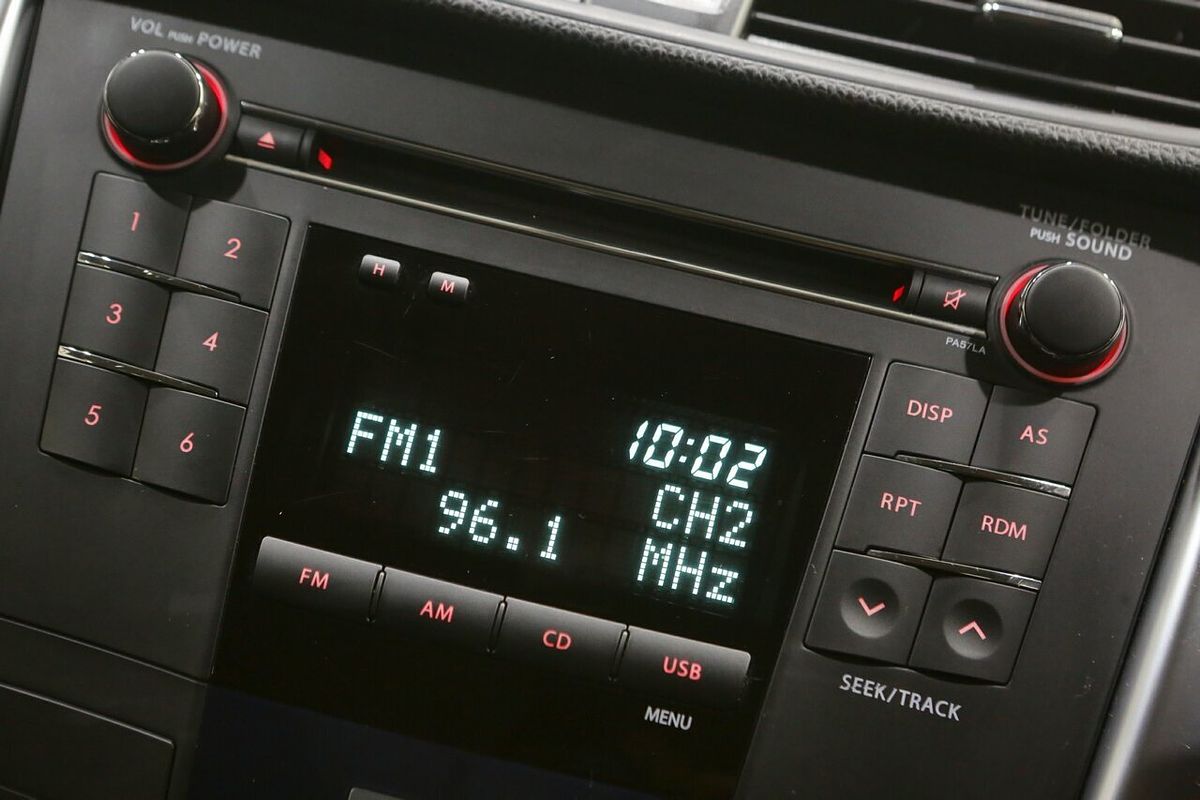 VOL PUSH POWER
TUNE/FOLDER
PUSH SOUND
PA57LA
1
2
3
4
5
6
H
M
FM1
10:02
96.1
CH2
MHz
FM
AM
CD
USB
MENU
DISP
AS
RPT
RDM
SEEK/TRACK